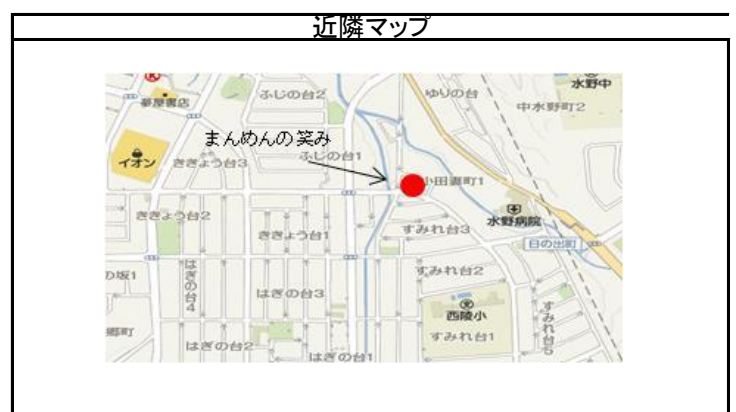 近隣マップ
夢屋書店
ふじの台2
ゆりの台
水野中
中水野町2
まんめんの笑み
イオン
ききょう台3
ふじの台1
小田妻町1
ききょう台2
ききょう台1
すみれ台3
水野病院
日の出町
の坂1
はぎの台4
はぎの台3
すみれ台2
西陵小
すみれ台1
すみれ台5
郷町
はぎの台2
はぎの台1